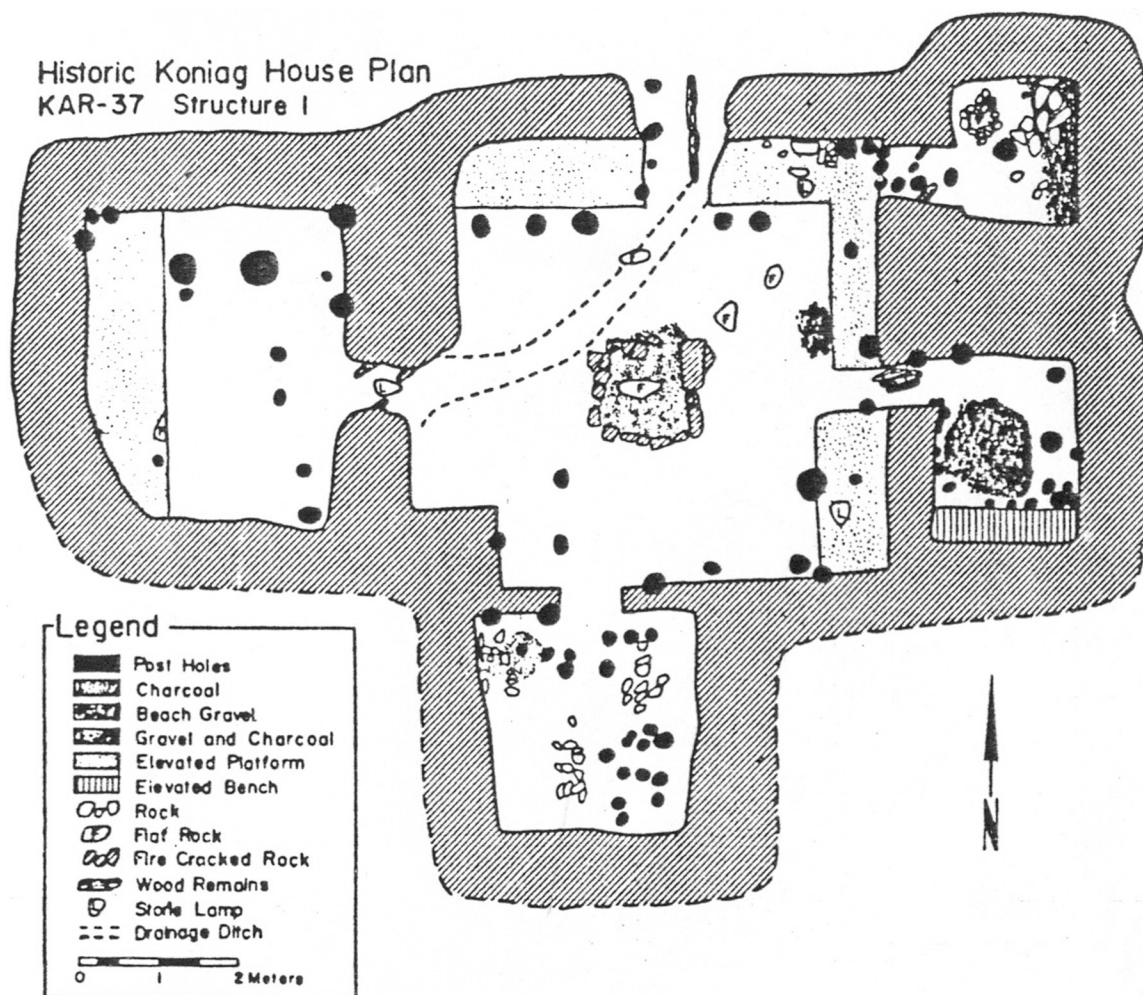 Historic Koniag House Plan
KAR-37 Structure 1
F
F
F
F
F
L
L
L
Legend
Post Holes
Charcoal
Beach Gravel
Gravel and Charcoal
Elevated Platform
Elevated Bench
Rock
F
Flat Rock
Fire Cracked Rock
Wood Remains
Stone Lamp
Drainage Ditch
0 1 2 Meters
N